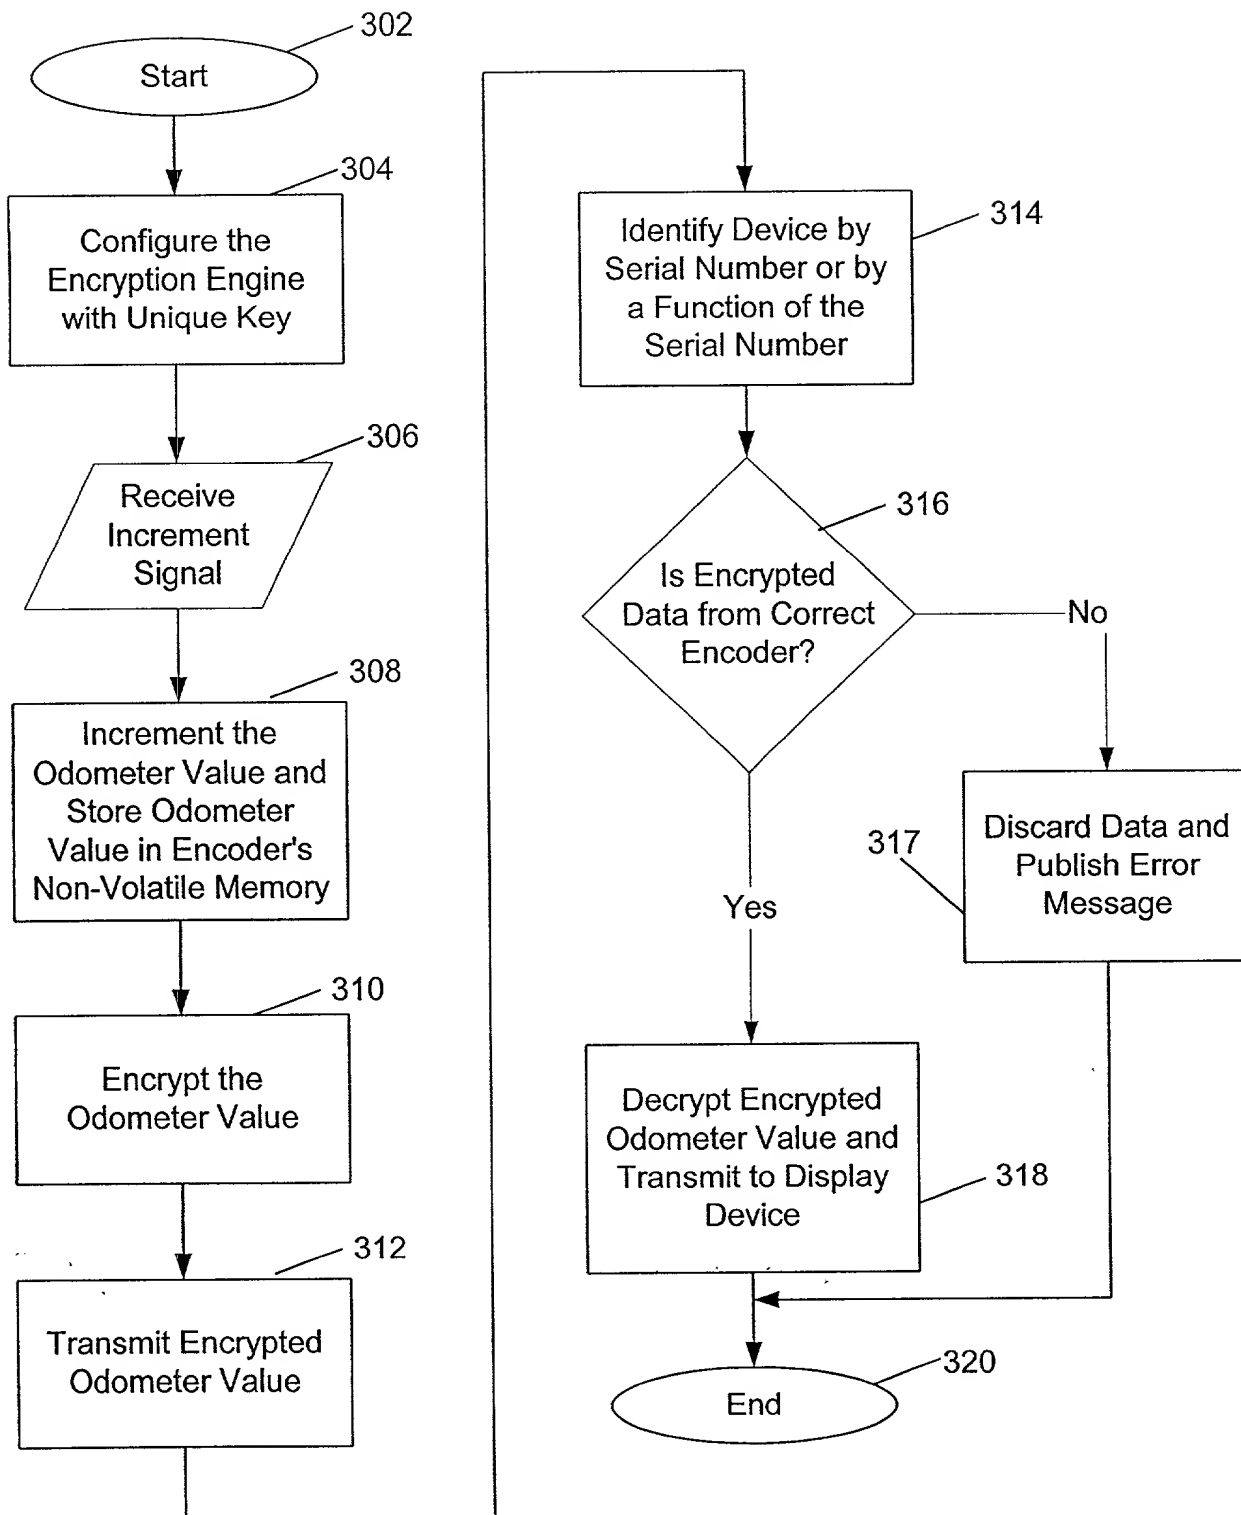 302
Start
304
Configure the
Encryption Engine
with Unique Key
306
Receive
Increment
Signal
308
Increment the
Odometer Value and
Store Odometer
Value in Encoder's
Non-Volatile Memory
310
Encrypt the
Odometer Value
312
Transmit Encrypted
Odometer Value
314
Identify Device by
Serial Number or by
a Function of the
Serial Number
316
Is Encrypted
Data from Correct
Encoder?
No
317
Discard Data and
Publish Error
Message
Yes
Decrypt Encrypted
Odometer Value and
Transmit to Display
Device
318
320
End